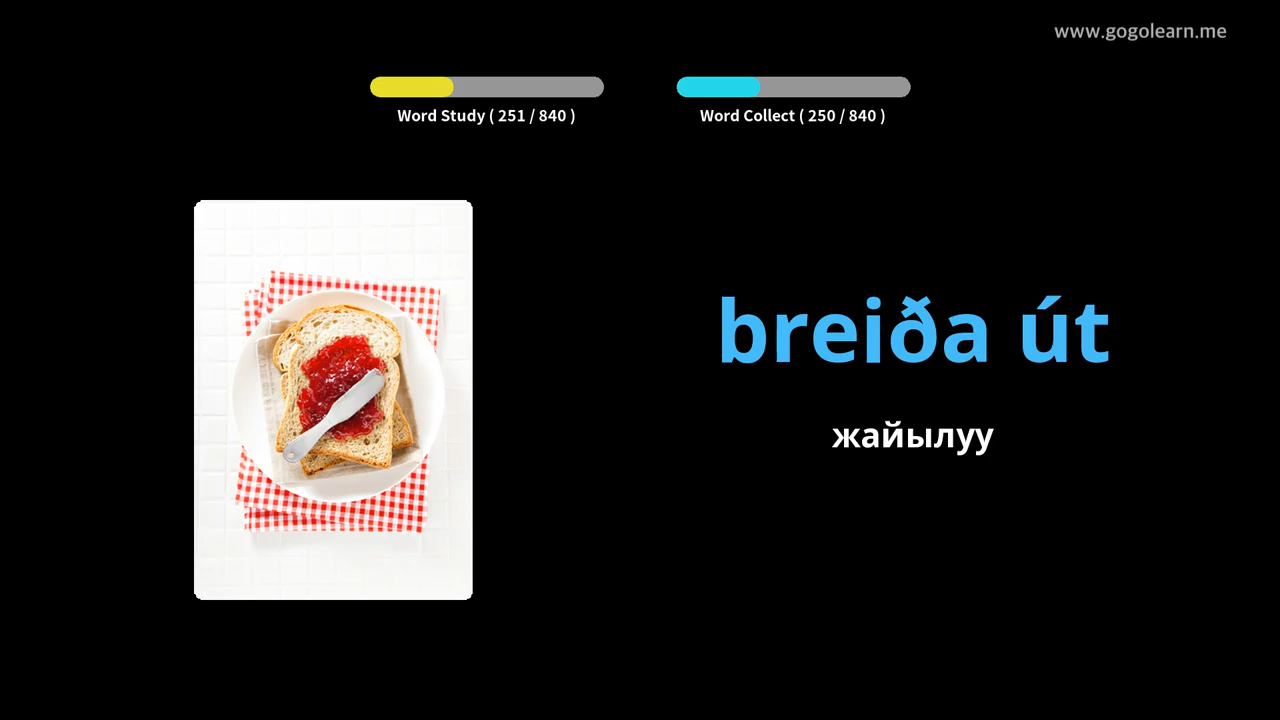 www.gogolearn.me
Word Study ( 251 / 840 )
Word Collect ( 250 / 840 )
breiða út
жайылуу